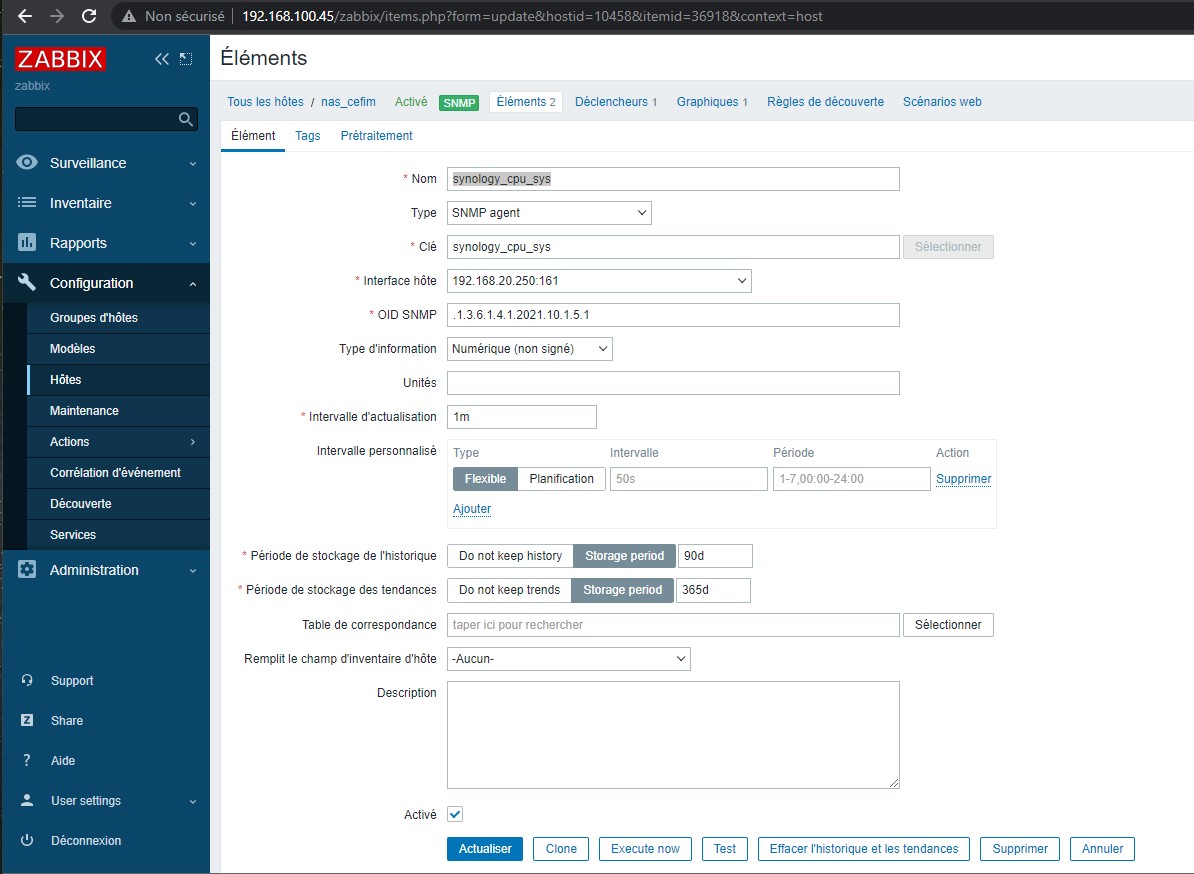 Non sécurisé 192.168.100.45/zabbix/items.php?form=update&hostid=10458&itemid=36918&context=host
ZABBIX
zabbix
Surveillance
Inventaire
Rapports
Configuration
Groupes d'hôtes
Modèles
Hôtes
Maintenance
Actions
Corrélation d'événement
Découverte
Services
Administration
Support
Z Share
? Aide
User settings
Déconnexion
Éléments
Tous les hôtes / nas_cefim Activé SNMP Éléments 2 Déclencheurs 1 Graphiques 1 Règles de découverte Scénarios web
Élément Tags Prétraitement
* Nom synology_cpu_sys
Type SNMP agent
* Clé synology_cpu_sys Sélectionner
* Interface hôte 192.168.20.250:161
* OID SNMP .1.3.6.1.4.1.2021.10.1.5.1
Type d'information Numérique (non signé)
Unités
* Intervalle d'actualisation 1m
Intervalle personnalisé Type Intervalle Période Action
Flexible Planification 50s 1-7,00:00-24:00 Supprimer
Ajouter
* Période de stockage de l'historique Do not keep history Storage period 90d
* Période de stockage des tendances Do not keep trends Storage period 365d
Table de correspondance taper ici pour rechercher Sélectionner
Remplit le champ d'inventaire d'hôte -Aucun-
Description
Activé
Actualiser Clone Execute now Test Effacer l'historique et les tendances Supprimer Annuler